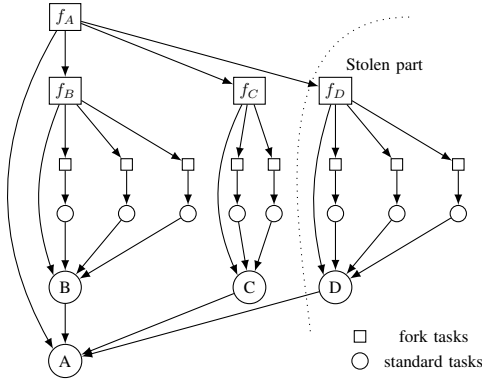 f_A
Stolen part
f_B
f_C
f_D
B
C
D
fork tasks
A
standard tasks